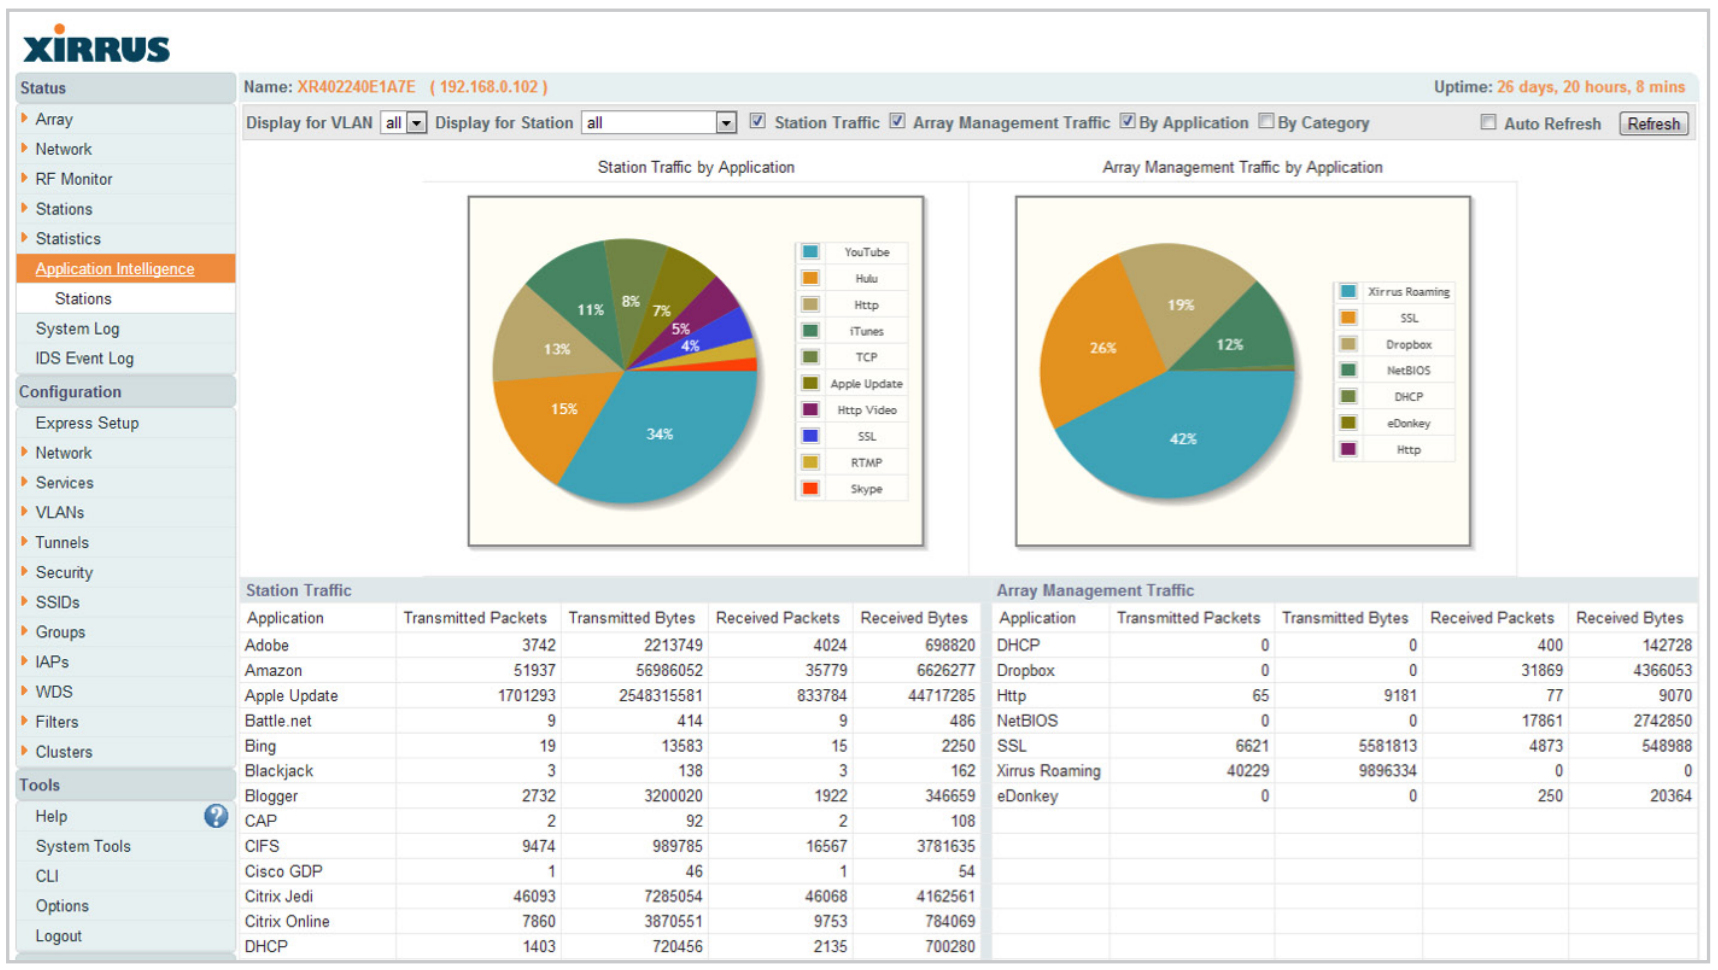 XIRRUS
Status
Name: XR402240E1A7E ( 192.168.0.102 ) Uptime: 26 days, 20 hours, 8 mins
Array
Network
RF Monitor
Stations
Statistics
Application Intelligence
Stations
System Log
IDS Event Log
Configuration
Express Setup
Network
Services
VLANs
Tunnels
Security
SSIDs
Groups
IAPs
WDS
Filters
Clusters
Tools
Help ?
System Tools
CLI
Options
Logout
Display for VLAN all Display for Station all Station Traffic Array Management Traffic By Application By Category Auto Refresh Refresh
Station Traffic by Application
11% 8% 7% 5% 4% 13% 15% 34%
YouTube
Hulu
Http
iTunes
TCP
Apple Update
Http Video
SSL
RTMP
Skype
Array Management Traffic by Application
19% 26% 12% 42%
Xirrus Roaming
SSL
Dropbox
NetBIOS
DHCP
eDonkey
Http
Station Traffic
Application Transmitted Packets Transmitted Bytes Received Packets Received Bytes
Adobe 3742 2213749 4024 698820
Amazon 51937 56986052 35779 6626277
Apple Update 1701293 2548315581 833784 44717285
Battle.net 9 414 9 486
Bing 19 13583 15 2250
Blackjack 3 138 3 162
Blogger 2732 3200020 1922 346659
CAP 2 92 2 108
CIFS 9474 989785 16567 3781635
Cisco GDP 1 46 1 54
Citrix Jedi 46093 7285054 46068 4162561
Citrix Online 7860 3870551 9753 784069
DHCP 1403 720456 2135 700280
Array Management Traffic
Application Transmitted Packets Transmitted Bytes Received Packets Received Bytes
DHCP 0 0 400 142728
Dropbox 0 0 31869 4366053
Http 65 9181 77 9070
NetBIOS 0 0 17861 2742850
SSL 6621 5581813 4873 548988
Xirrus Roaming 40229 9896334 0 0
eDonkey 0 0 250 20364